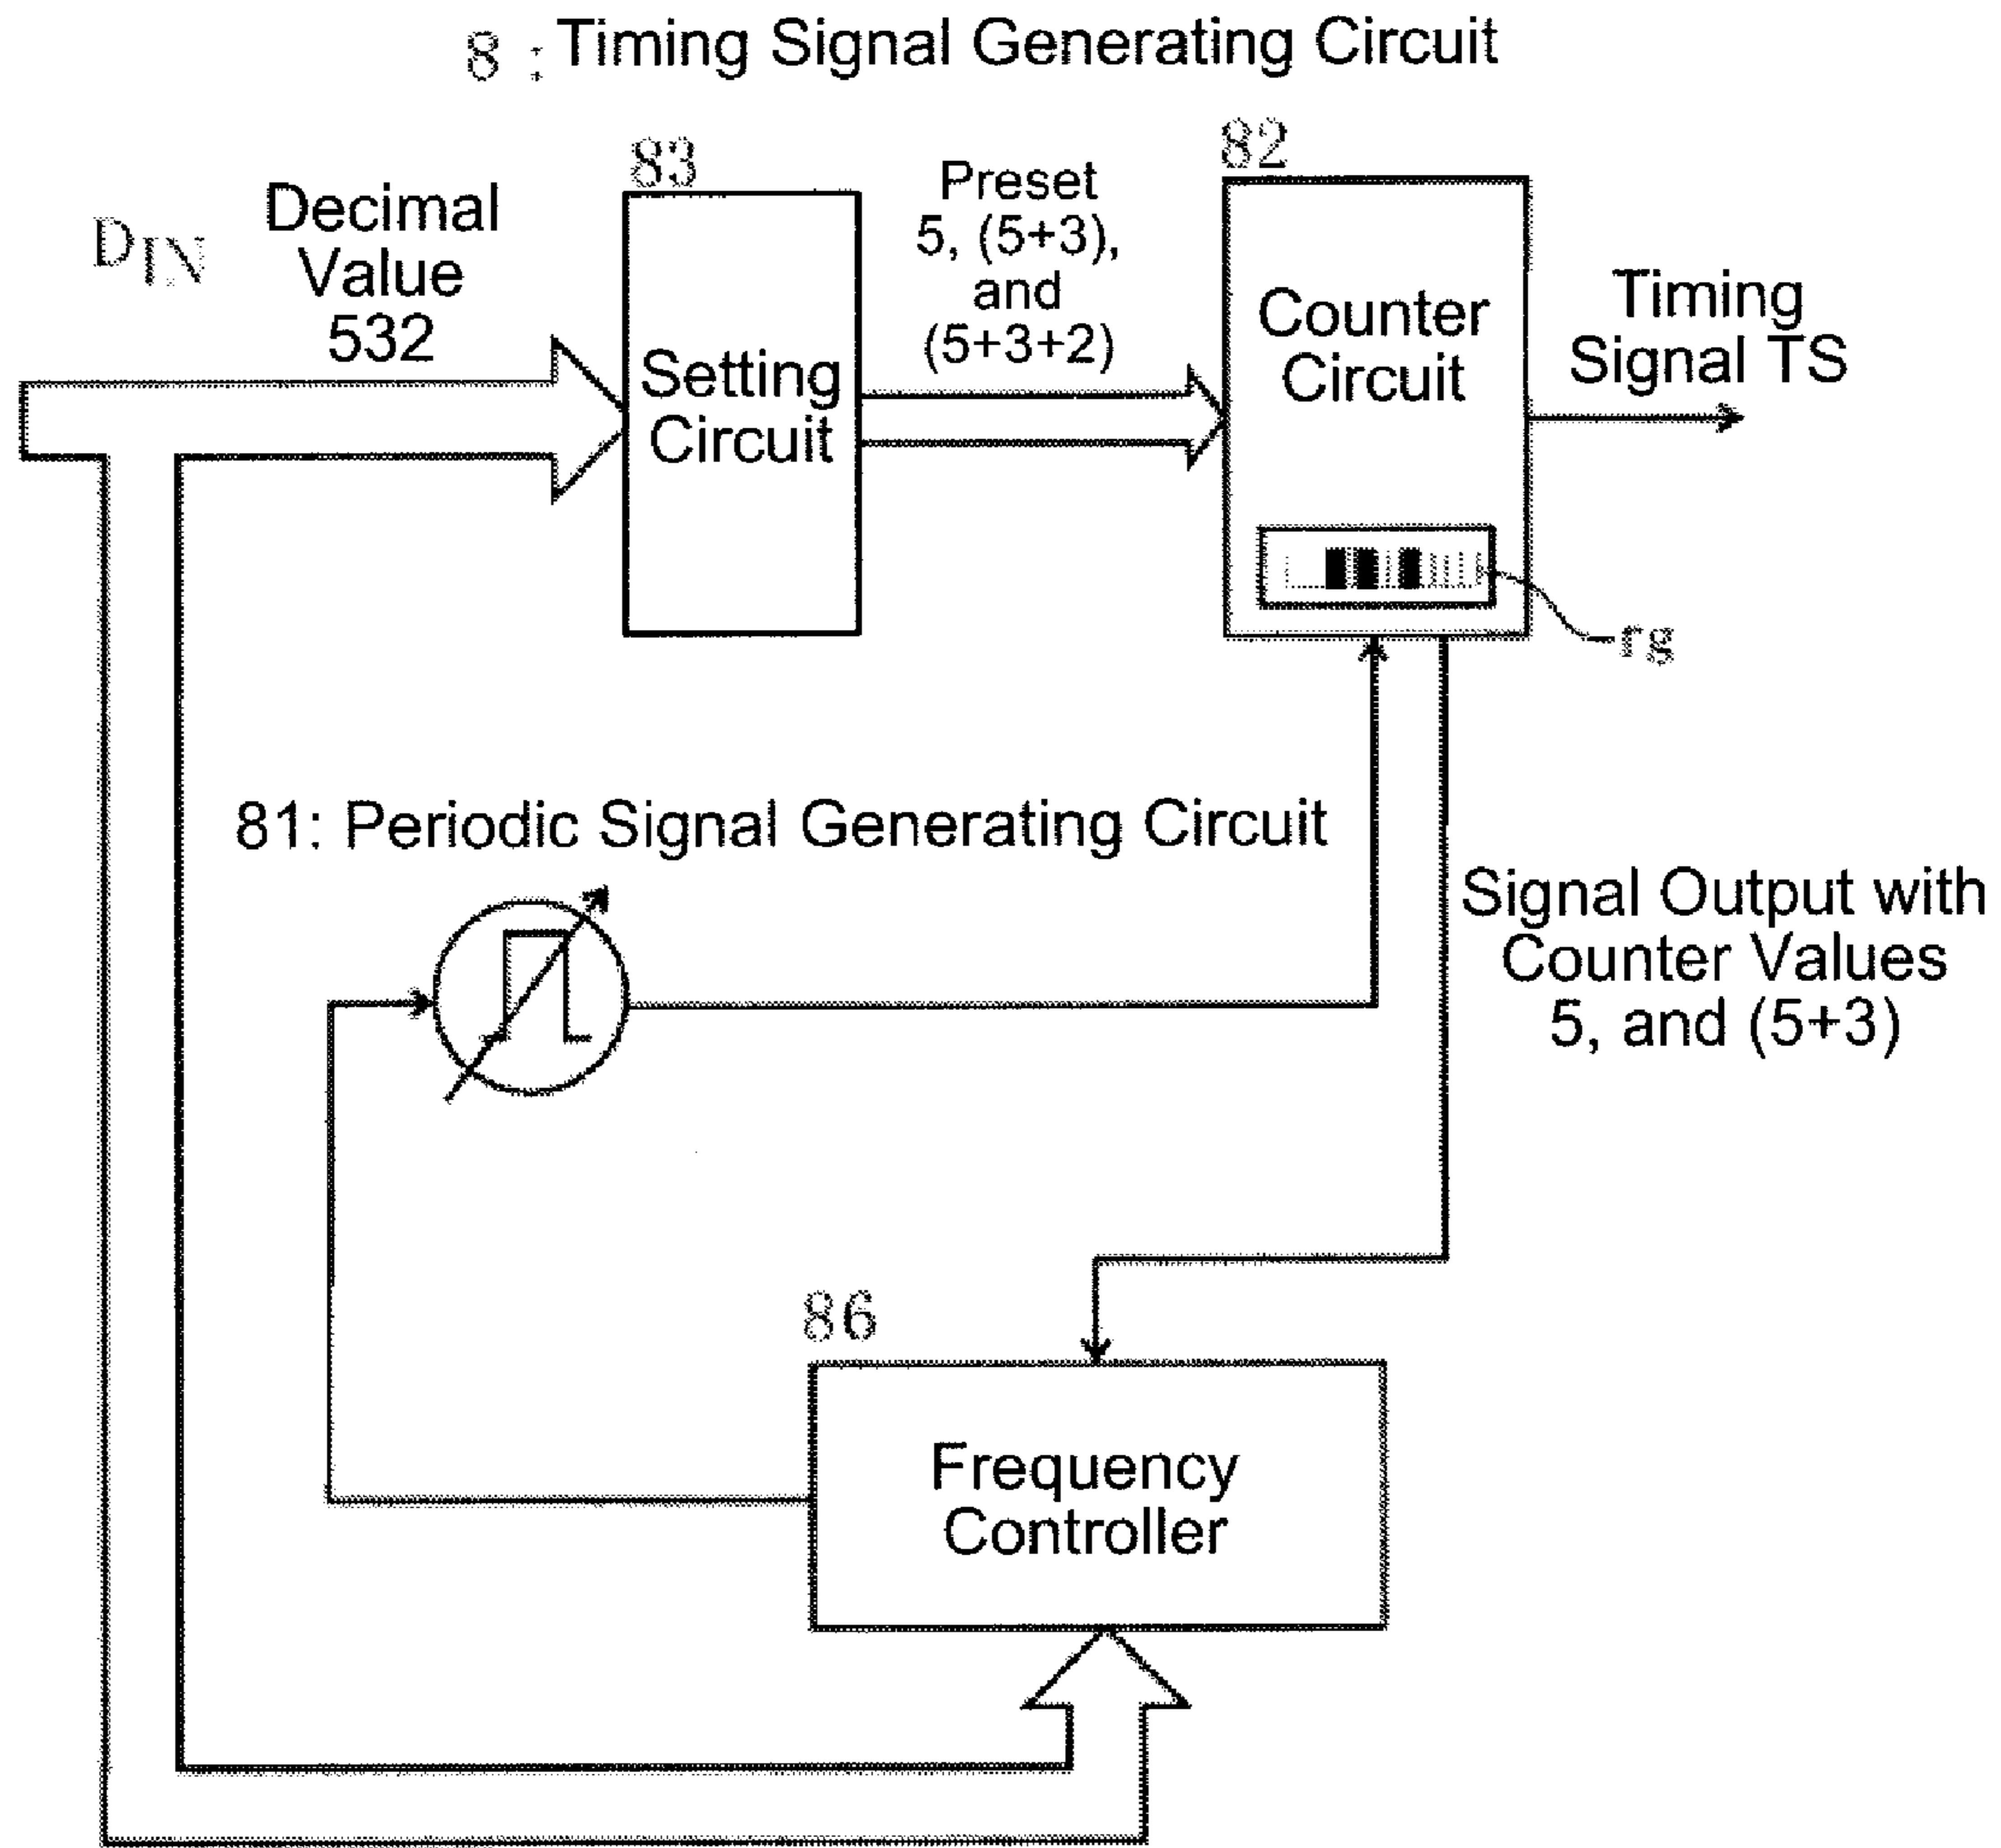 8 : Timing Signal Generating Circuit
83
82
Preset
5, (5+3),
and
(5+3+2)
DIN
Decimal
Value
532
Setting
Circuit
Counter
Circuit
Timing
Signal TS
rg
81: Periodic Signal Generating Circuit
Signal Output with
Counter Values
5, and (5+3)
86
Frequency
Controller